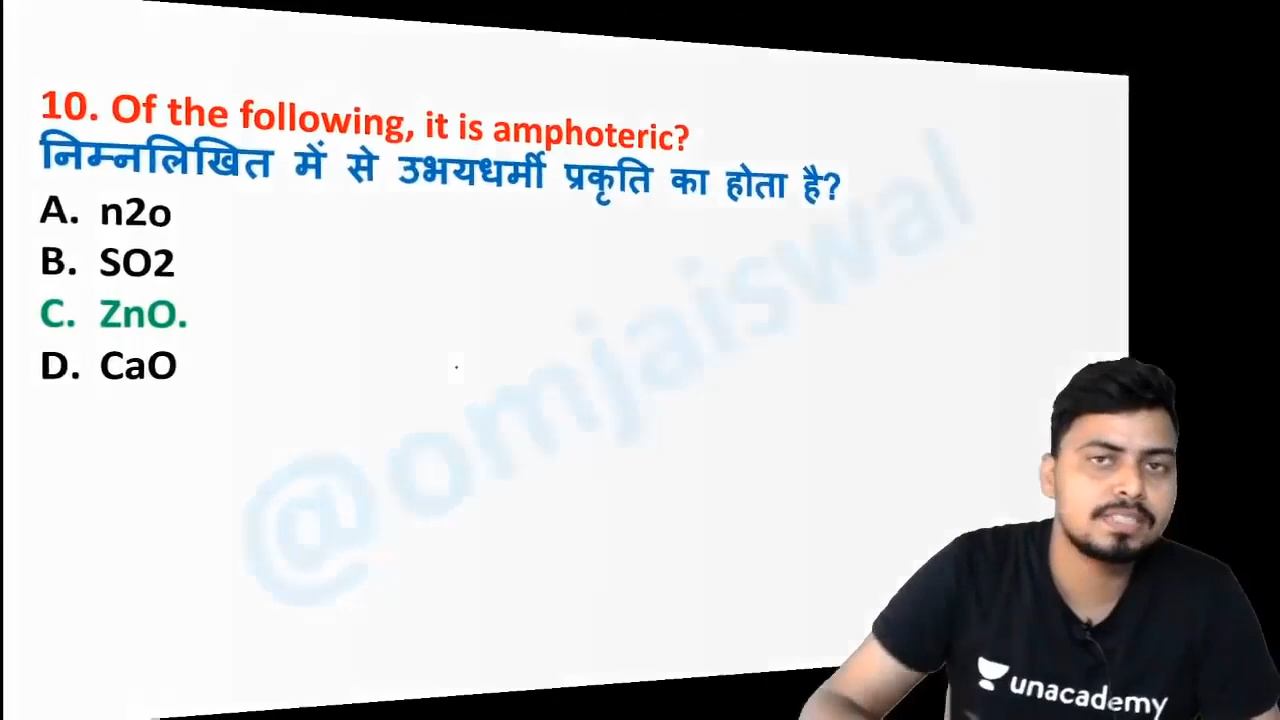 10. Of the following, it is amphoteric?
निम्नलिखित में से उभयधर्मी प्रकृति का होता है?
A. n2o
B. SO2
C. ZnO.
D. CaO
@omjaiswal
unacademy